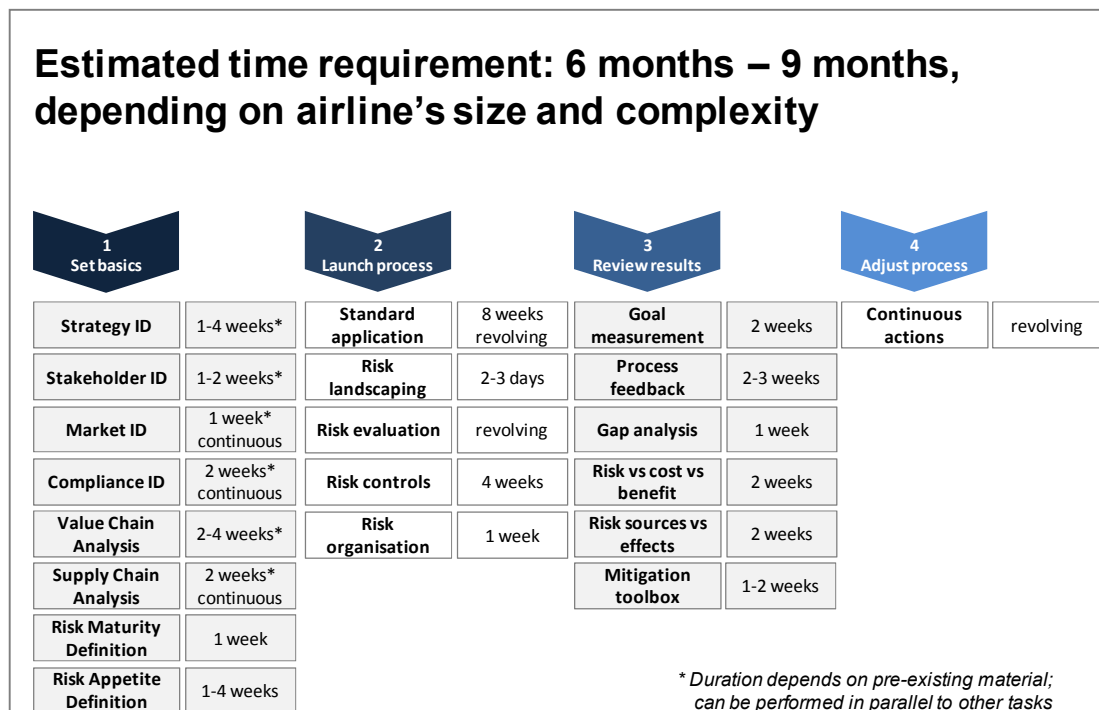 Estimated time requirement: 6 months – 9 months,
depending on airline's size and complexity
1
Set basics
Strategy ID
1-4 weeks*
Stakeholder ID
1-2 weeks*
Market ID
1 week*
continuous
Compliance ID
2 weeks*
continuous
Value Chain
Analysis
2-4 weeks*
Supply Chain
Analysis
2 weeks*
continuous
Risk Maturity
Definition
1 week
Risk Appetite
Definition
1-4 weeks
2
Launch process
Standard
application
8 weeks
revolving
Risk
landscaping
2-3 days
Risk evaluation
revolving
Risk controls
4 weeks
Risk
organisation
1 week
3
Review results
Goal
measurement
2 weeks
Process
feedback
2-3 weeks
Gap analysis
1 week
Risk vs cost vs
benefit
2 weeks
Risk sources vs
effects
2 weeks
Mitigation
toolbox
1-2 weeks
4
Adjust process
Continuous
actions
revolving
* Duration depends on pre-existing material;
can be performed in parallel to other tasks